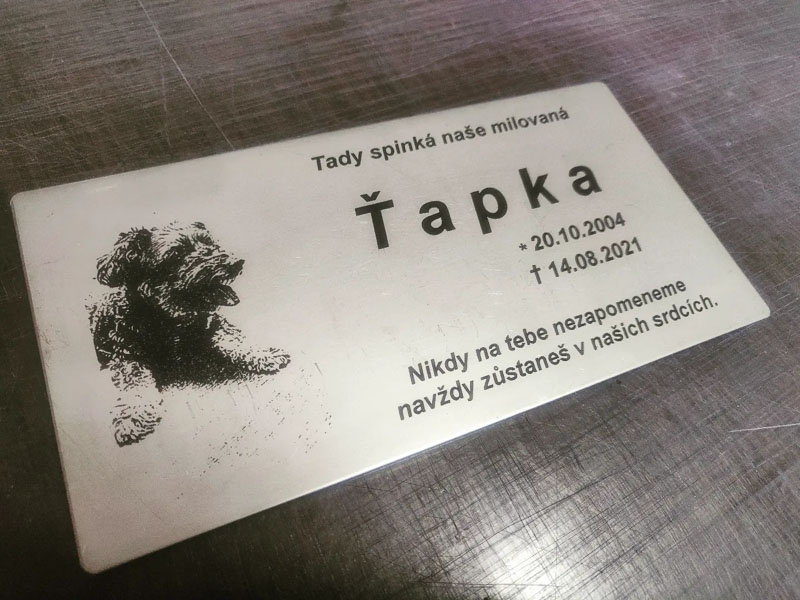 Tady spinká naše milovaná
Ťapka
* 20.10.2004
† 14.08.2021
Nikdy na tebe nezapomeneme
navždy zůstaneš v našich srdcích.